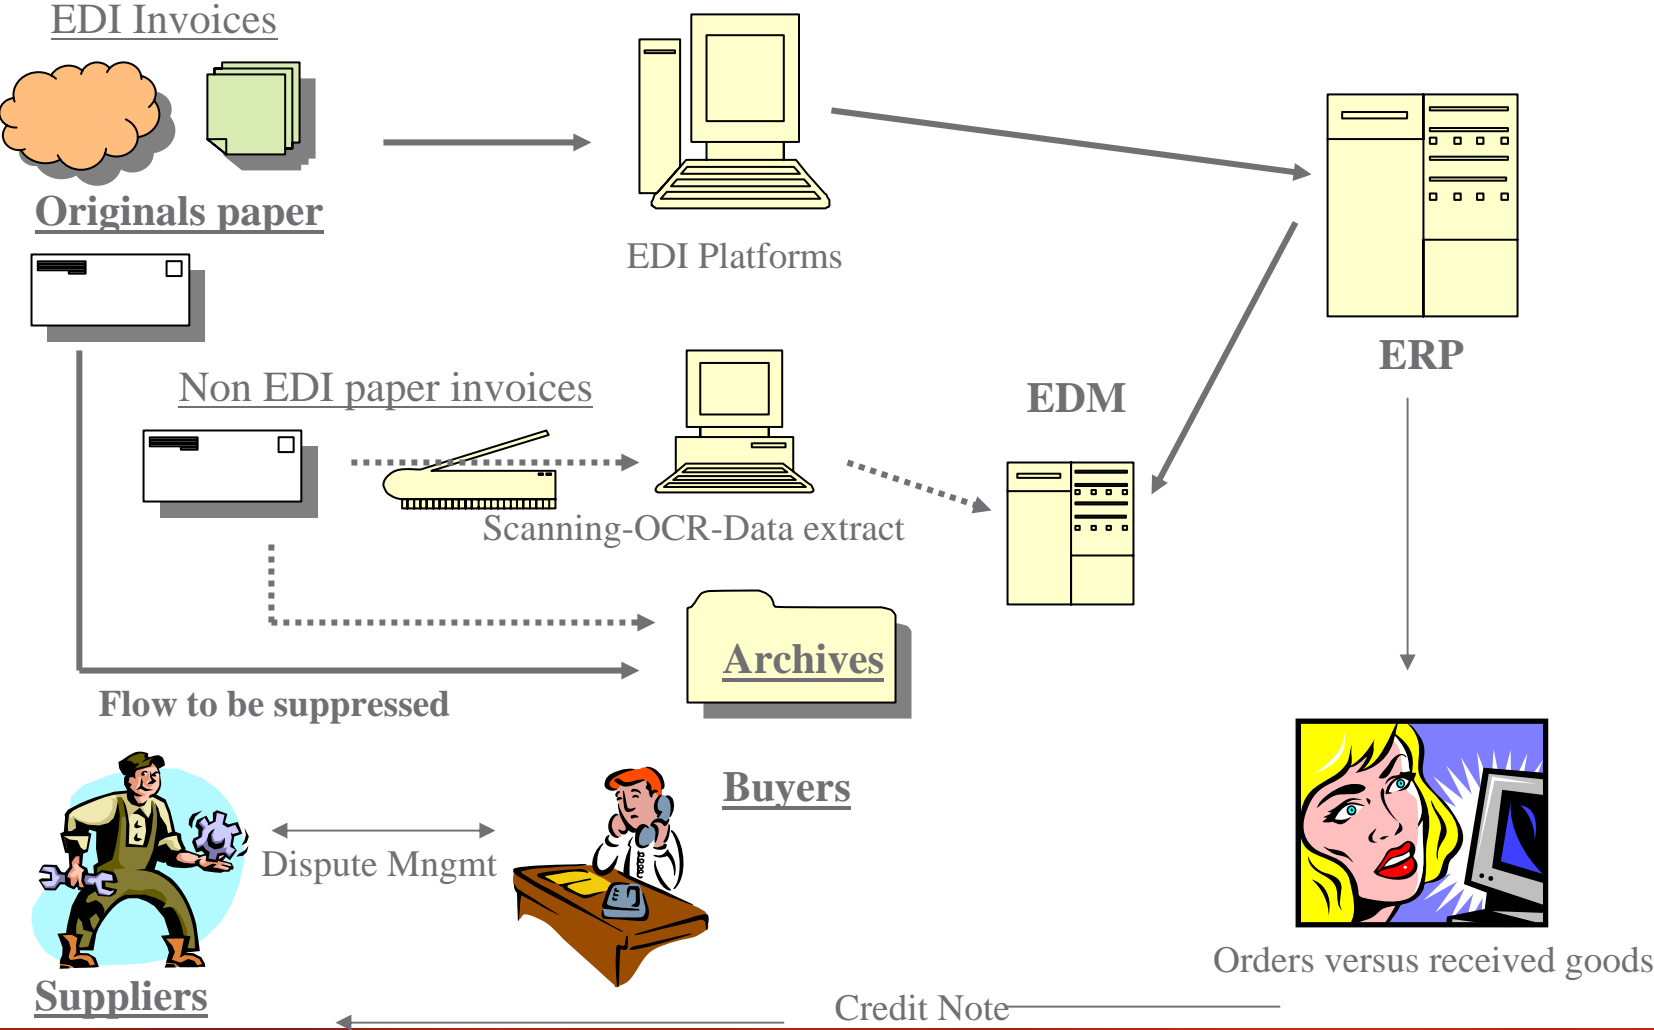 EDI Invoices
Originals paper
EDI Platforms
ERP
Non EDI paper invoices
EDM
Scanning-OCR-Data extract
Archives
Flow to be suppressed
Buyers
Dispute Mngmt
Orders versus received goods
Suppliers
Credit Note